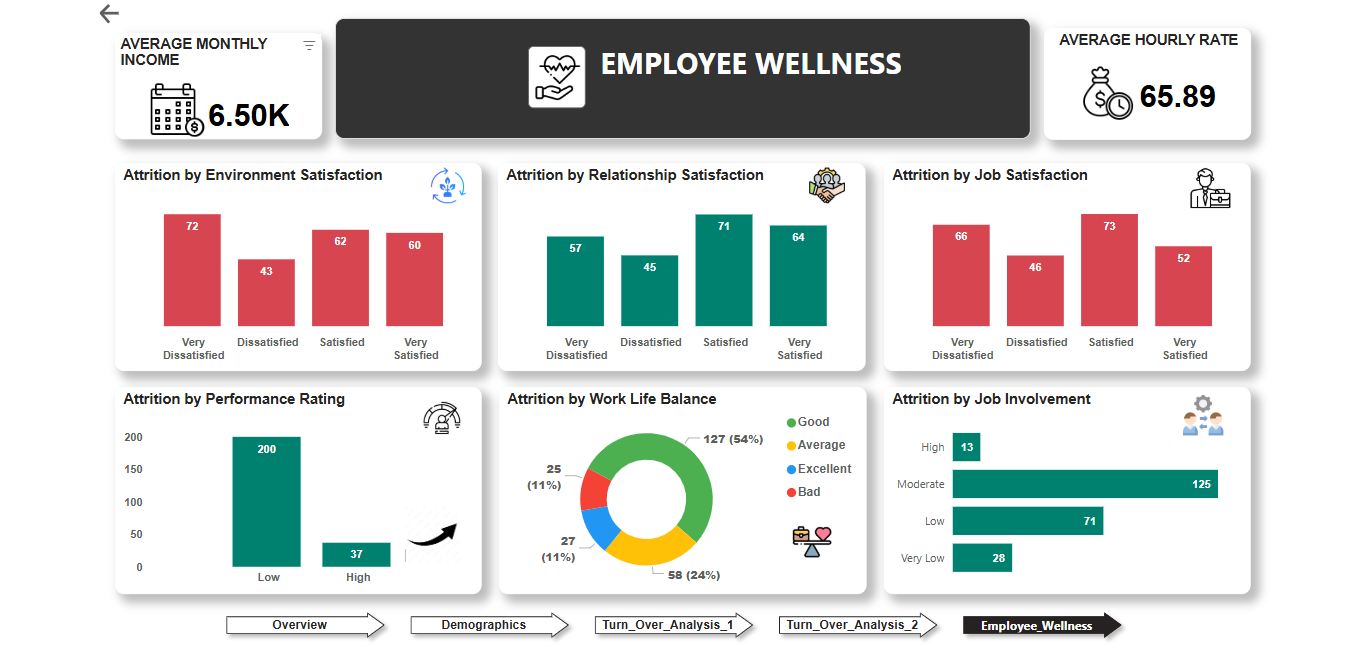 AVERAGE MONTHLY
INCOME
6.50K
EMPLOYEE WELLNESS
AVERAGE HOURLY RATE
65.89
Attrition by Environment Satisfaction
72
43
62
60
Very
Dissatisfied
Dissatisfied
Satisfied
Very
Satisfied
Attrition by Relationship Satisfaction
57
45
71
64
Very
Dissatisfied
Dissatisfied
Satisfied
Very
Satisfied
Attrition by Job Satisfaction
66
46
73
52
Very
Dissatisfied
Dissatisfied
Satisfied
Very
Satisfied
Attrition by Performance Rating
200
150
100
50
0
200
37
Low
High
Attrition by Work Life Balance
127 (54%)
25
(11%)
27
(11%)
58 (24%)
Good
Average
Excellent
Bad
Attrition by Job Involvement
High 13
Moderate 125
Low 71
Very Low 28
Overview
Demographics
Turn_Over_Analysis_1
Turn_Over_Analysis_2
Employee_Wellness